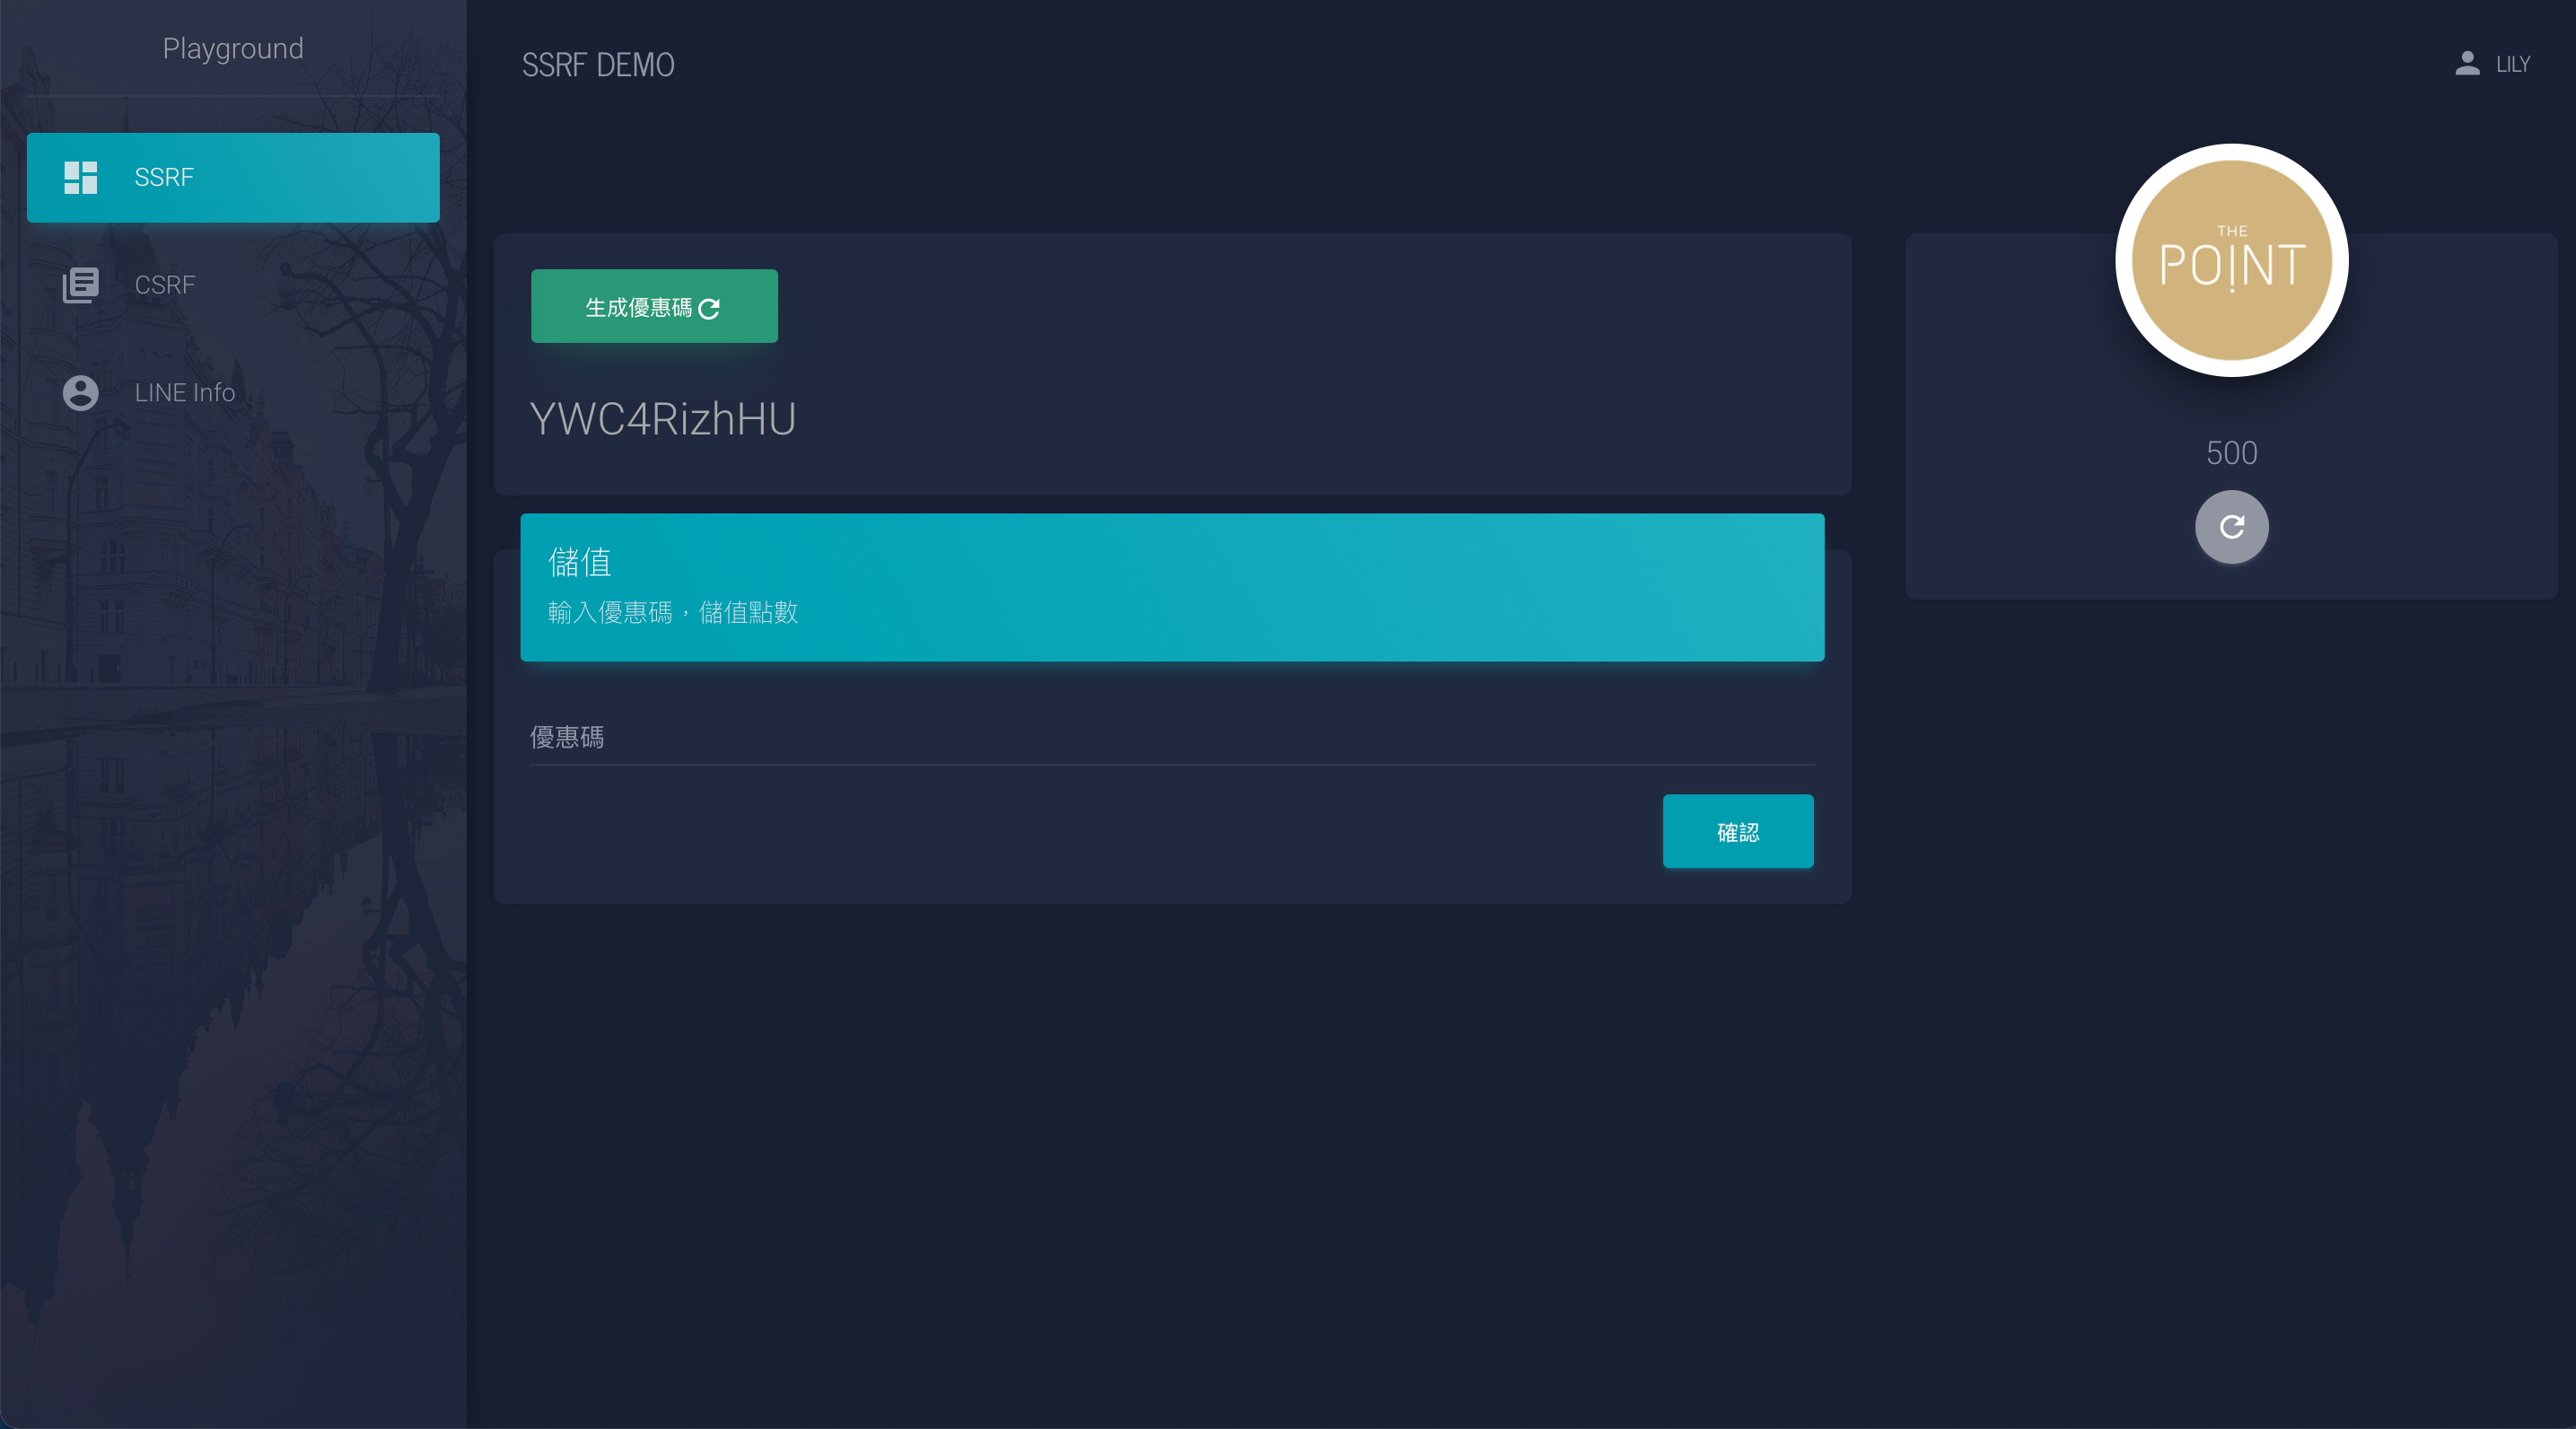 Playground
SSRF
CSRF
LINE Info
SSRF DEMO
LILY
生成優惠碼
YWC4RizhHU
儲值
輸入優惠碼，儲值點數
優惠碼
確認
THE
POINT
500